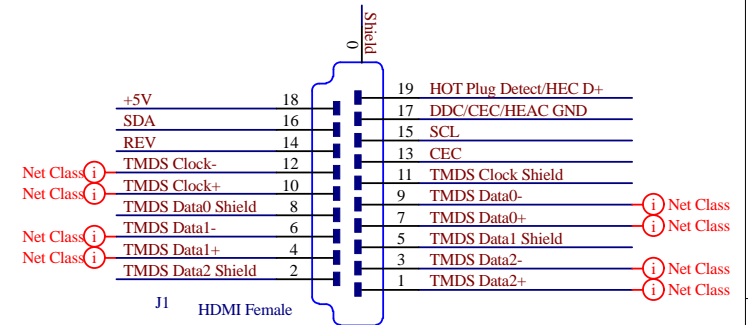 Shield
0
19 HOT Plug Detect/HEC D+
+5V 18
17 DDC/CEC/HEAC GND
SDA 16
15 SCL
REV 14
13 CEC
Net Class i TMDS Clock- 12
11 TMDS Clock Shield
Net Class i TMDS Clock+ 10
9 TMDS Data0- i Net Class
TMDS Data0 Shield 8
7 TMDS Data0+ i Net Class
Net Class i TMDS Data1- 6
5 TMDS Data1 Shield
Net Class i TMDS Data1+ 4
3 TMDS Data2- i Net Class
TMDS Data2 Shield 2
1 TMDS Data2+ i Net Class
J1 HDMI Female